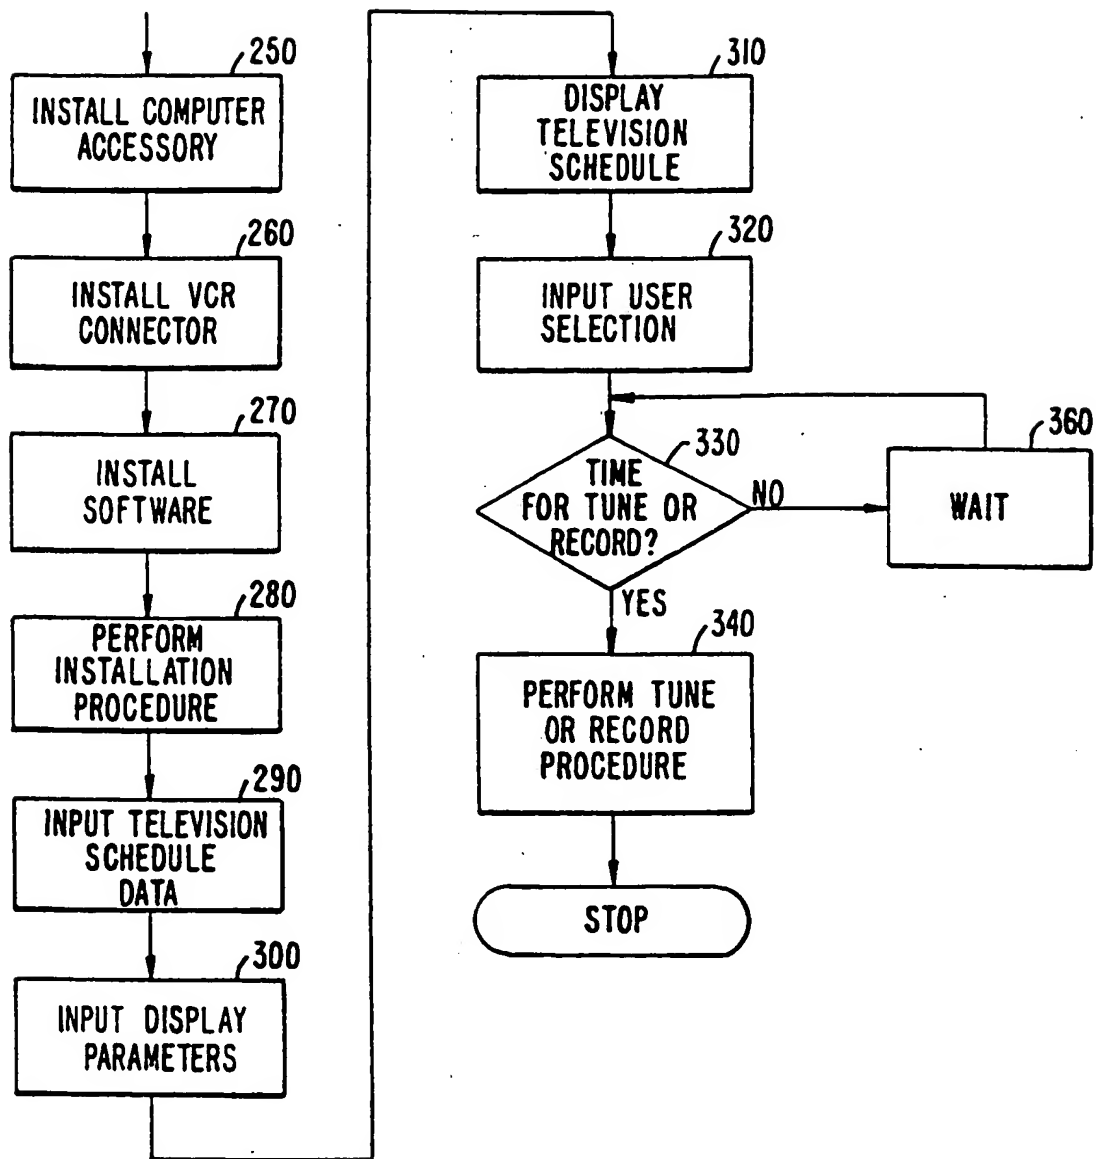 250
INSTALL COMPUTER
ACCESSORY
260
INSTALL VCR
CONNECTOR
270
INSTALL
SOFTWARE
280
PERFORM
INSTALLATION
PROCEDURE
290
INPUT TELEVISION
SCHEDULE
DATA
300
INPUT DISPLAY
PARAMETERS
310
DISPLAY
TELEVISION
SCHEDULE
320
INPUT USER
SELECTION
330
TIME
FOR TUNE OR
RECORD?
NO
360
WAIT
YES
340
PERFORM TUNE
OR RECORD
PROCEDURE
STOP